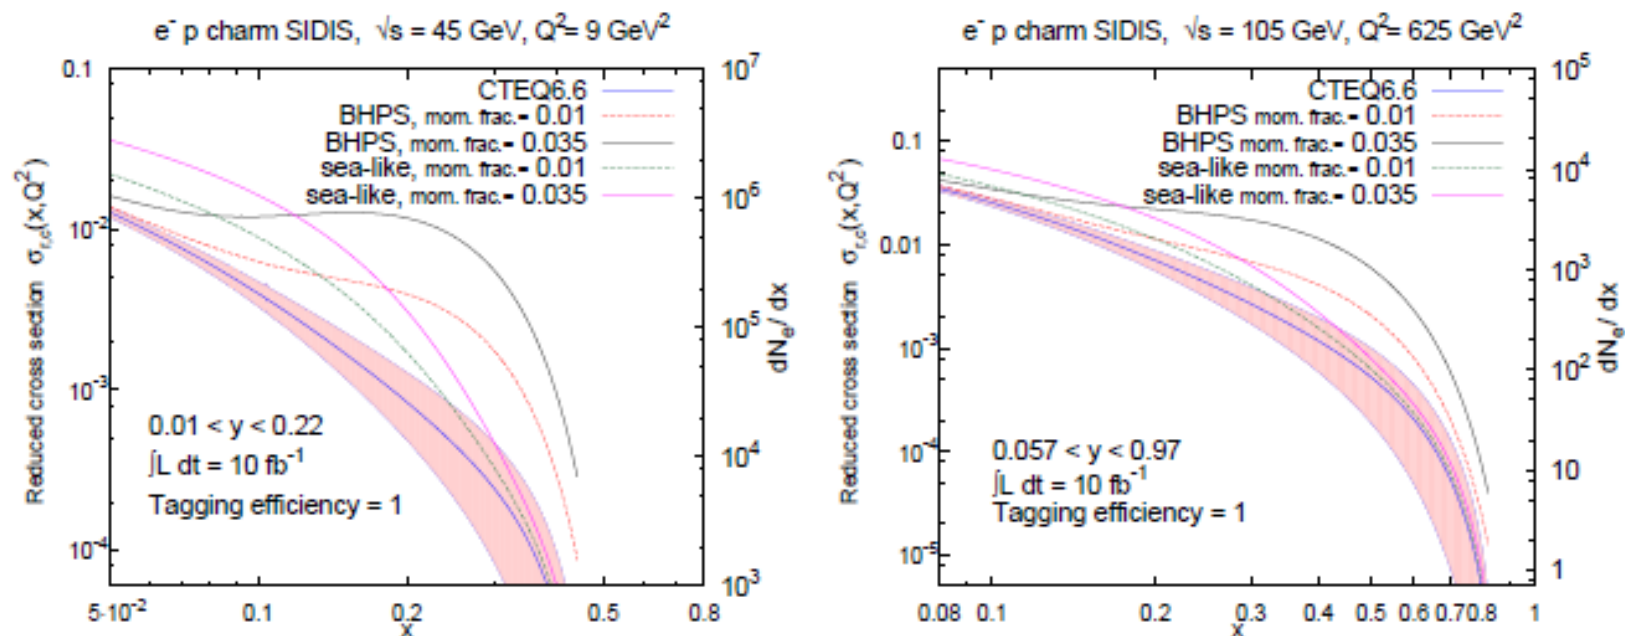 e⁻ p charm SIDIS, √s = 45 GeV, Q²= 9 GeV²
0.1
10⁻²
10⁻³
10⁻⁴
Reduced cross section σ_{r,c}(x,Q²)
CTEQ6.6
BHPS, mom. frac.= 0.01
BHPS, mom. frac.= 0.035
sea-like, mom. frac.= 0.01
sea-like, mom. frac.= 0.035
0.01 < y < 0.22
∫L dt = 10 fb⁻¹
Tagging efficiency = 1
10⁷
10⁶
10⁵
10⁴
10³
dN_e/ dx
5·10⁻² 0.1 0.2 0.5 0.8
x
e⁻ p charm SIDIS, √s = 105 GeV, Q²= 625 GeV²
0.1
0.01
10⁻³
10⁻⁴
10⁻⁵
Reduced cross section σ_{r,c}(x,Q²)
CTEQ6.6
BHPS mom. frac.= 0.01
BHPS mom. frac.= 0.035
sea-like mom. frac.= 0.01
sea-like mom. frac.= 0.035
0.057 < y < 0.97
∫L dt = 10 fb⁻¹
Tagging efficiency = 1
10⁵
10⁴
10³
10²
10
1
dN_e/ dx
0.08 0.1 0.2 0.3 0.4 0.5 0.6 0.7 0.8 1
x